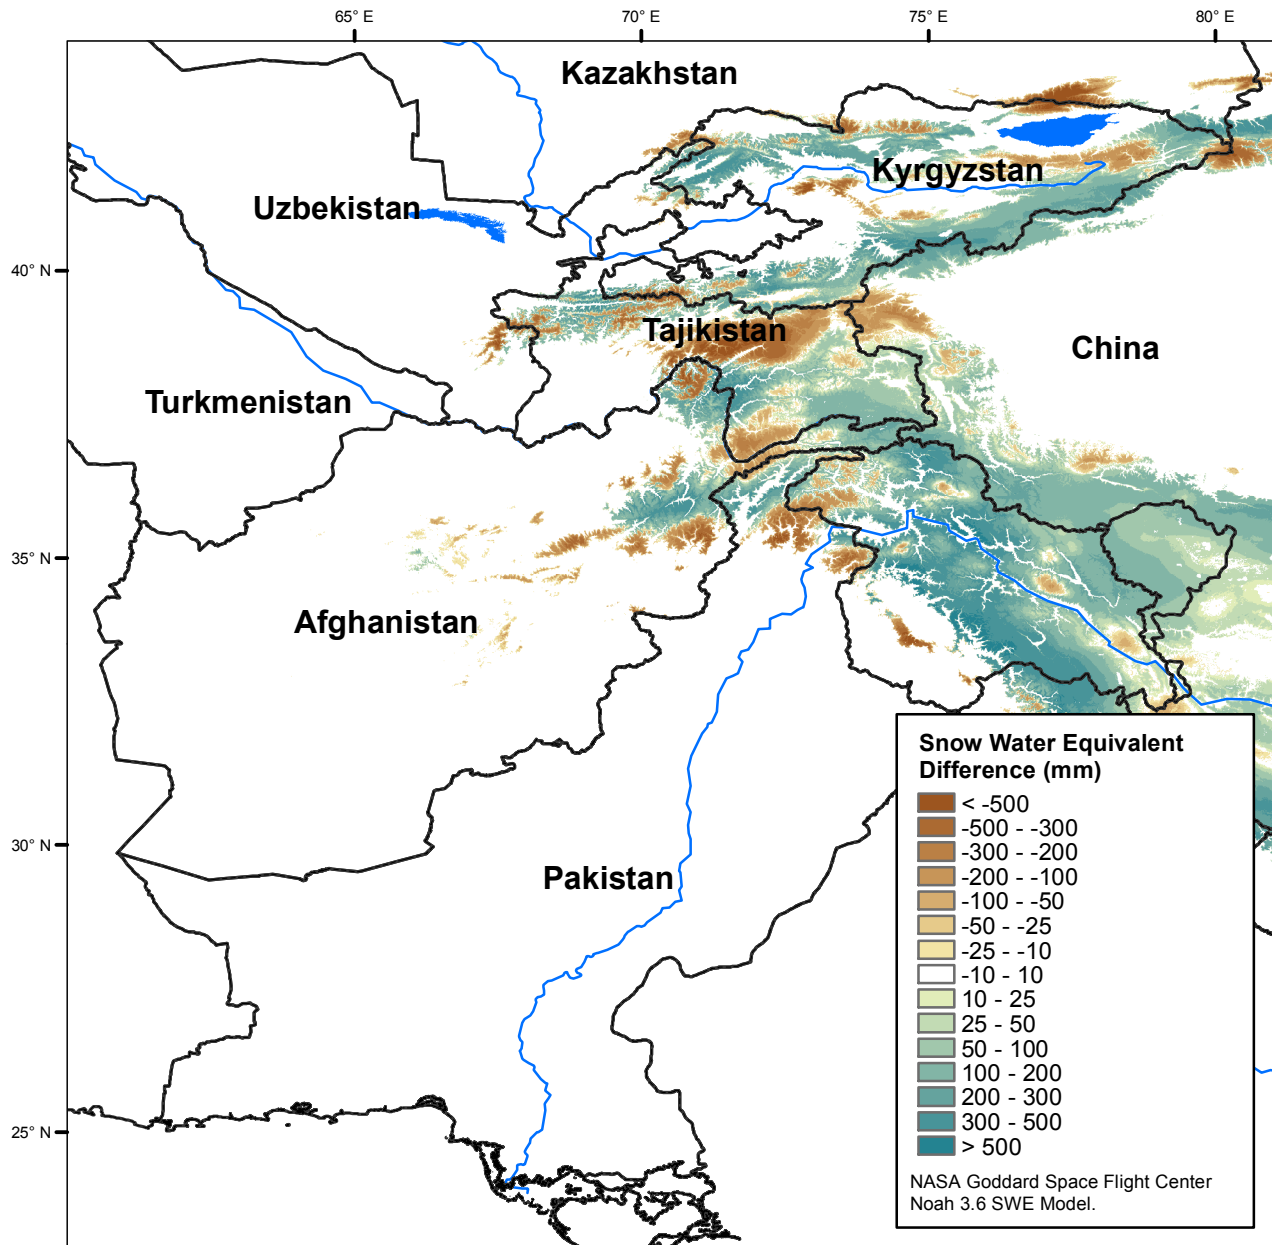 65° E
70° E
75° E
80° E
Kazakhstan
Kyrgyzstan
Uzbekistan
40° N
Tajikistan
China
Turkmenistan
35° N
Afghanistan
Snow Water Equivalent
Difference (mm)
< -500
-500 - -300
-300 - -200
-200 - -100
-100 - -50
-50 - -25
-25 - -10
-10 - 10
10 - 25
25 - 50
50 - 100
100 - 200
200 - 300
300 - 500
> 500
30° N
Pakistan
25° N
NASA Goddard Space Flight Center
Noah 3.6 SWE Model.